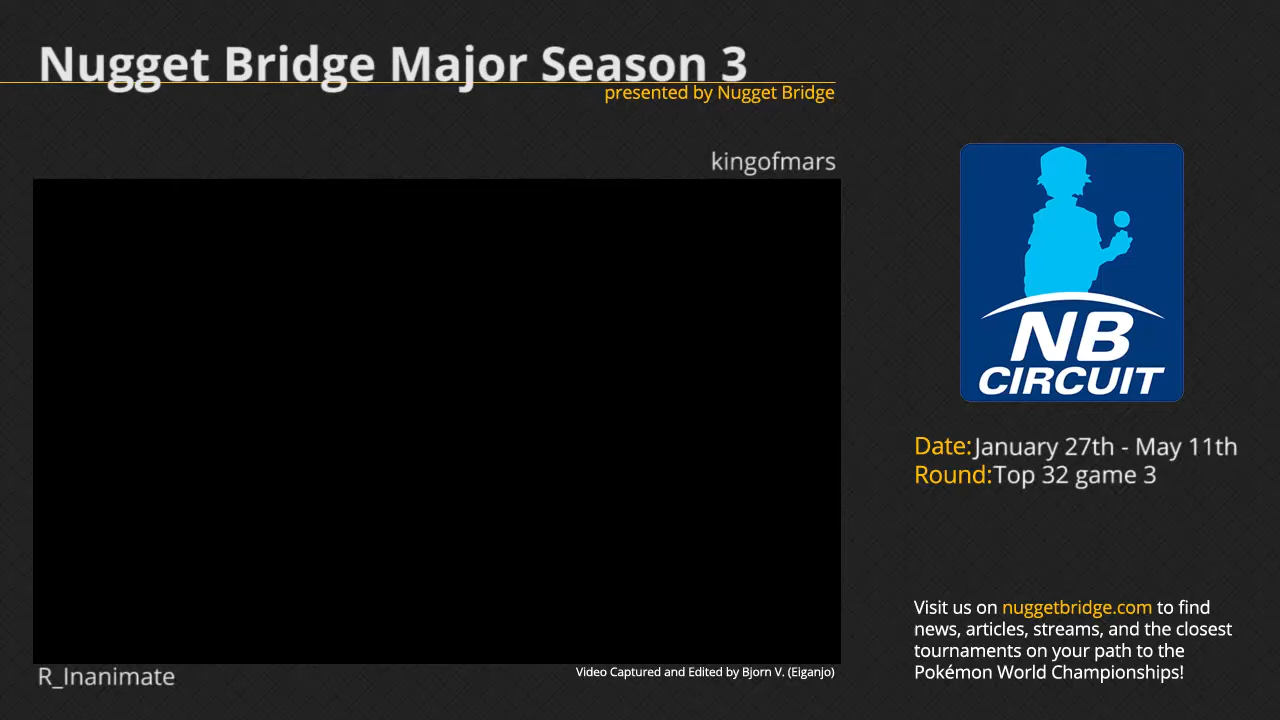 Nugget Bridge Major Season 3
presented by Nugget Bridge
kingofmars
NB
CIRCUIT
Date: January 27th - May 11th
Round: Top 32 game 3
Visit us on nuggetbridge.com to find
news, articles, streams, and the closest
tournaments on your path to the
Pokémon World Championships!
R_Inanimate
Video Captured and Edited by Bjorn V. (Eiganjo)